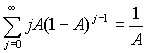 ∑_{j=0}^{∞} jA(1−A)^{j−1} = 1/A